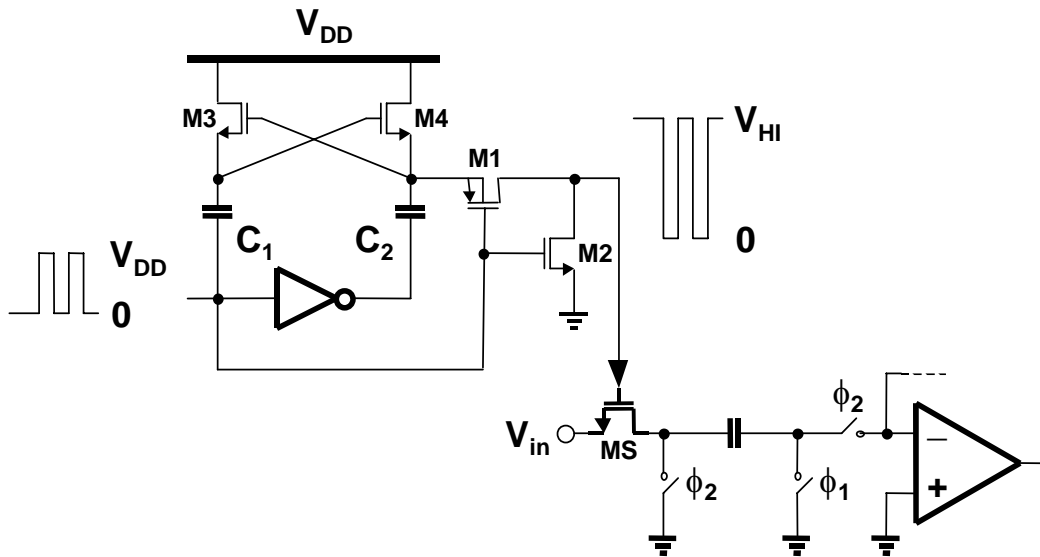 V_DD
M3
M4
M1
V_HI
C_1
C_2
M2
0
V_DD
0
ϕ_2
V_in
MS
ϕ_2
ϕ_1
−
+